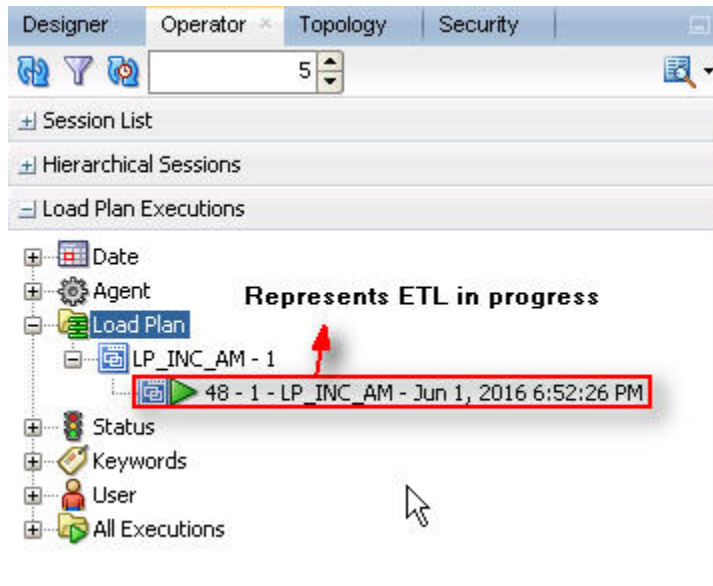 Designer Operator Topology Security
5
Session List
Hierarchical Sessions
Load Plan Executions
Date
Agent
Represents ETL in progress
Load Plan
LP_INC_AM - 1
48 - 1 - LP_INC_AM - Jun 1, 2016 6:52:26 PM
Status
Keywords
User
All Executions